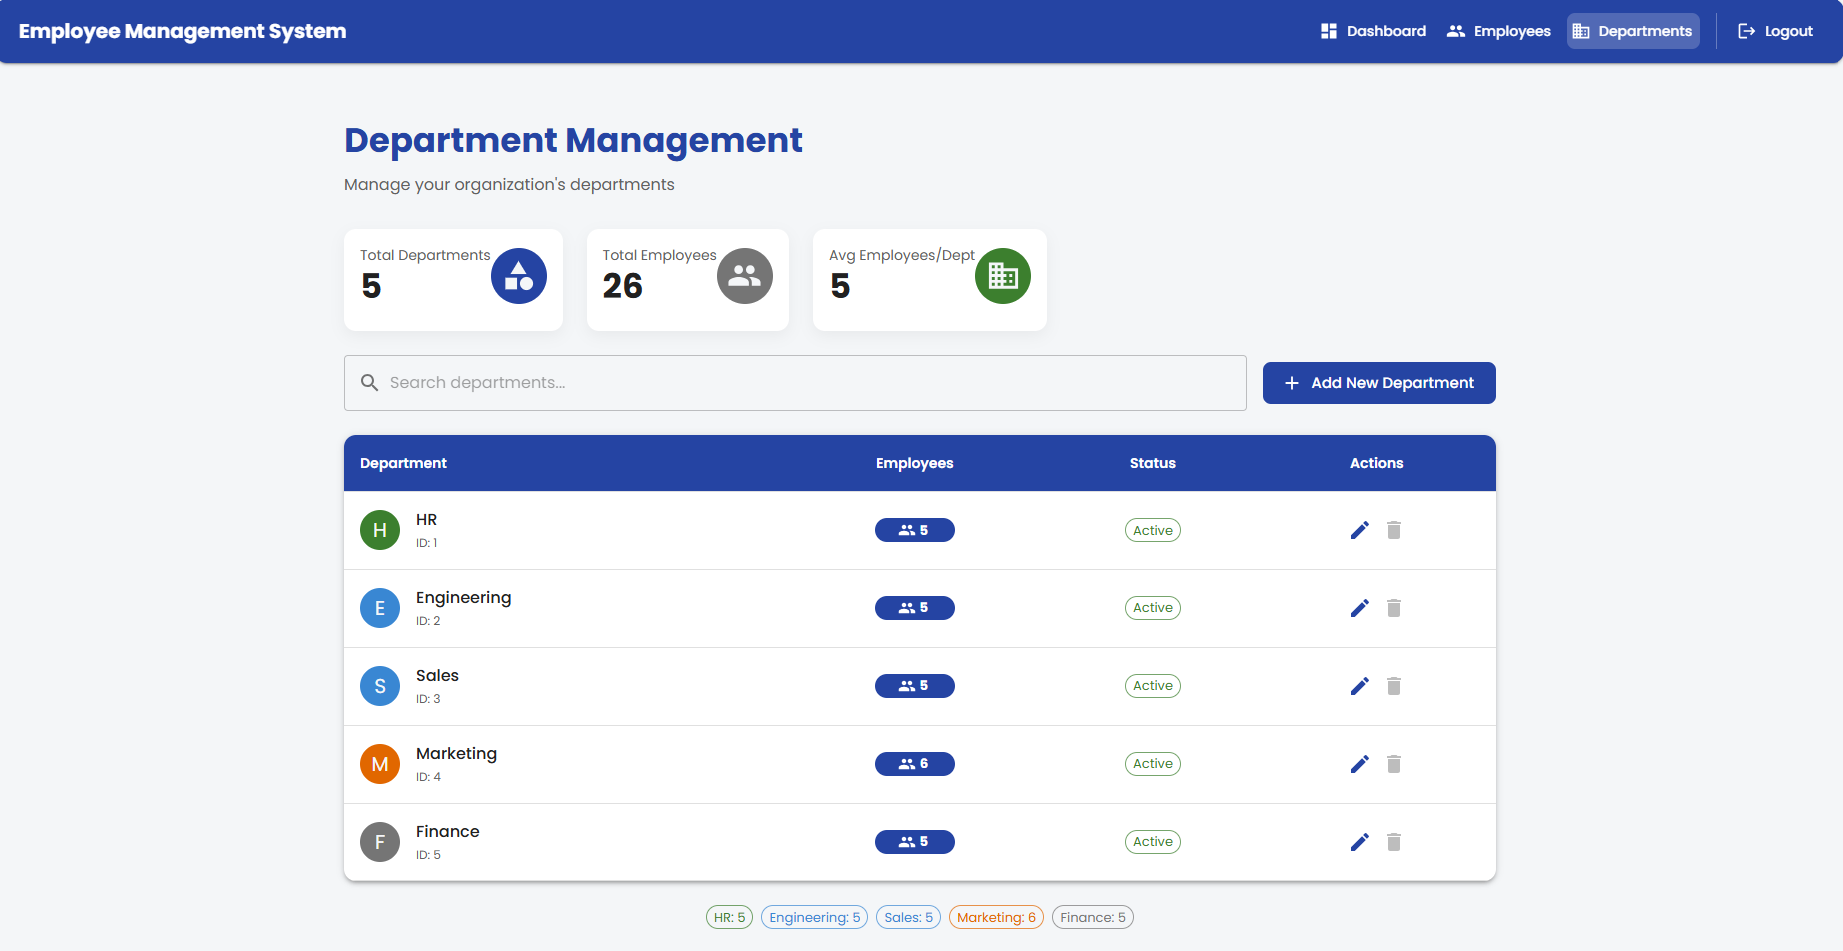 Employee Management System
Dashboard
Employees
Departments
Logout
Department Management
Manage your organization's departments
Total Departments
5
Total Employees
26
Avg Employees/Dept
5
Search departments...
Add New Department
Department Employees Status Actions
H HR 5 Active
ID: 1
E Engineering 5 Active
ID: 2
S Sales 5 Active
ID: 3
M Marketing 6 Active
ID: 4
F Finance 5 Active
ID: 5
HR: 5 Engineering: 5 Sales: 5 Marketing: 6 Finance: 5